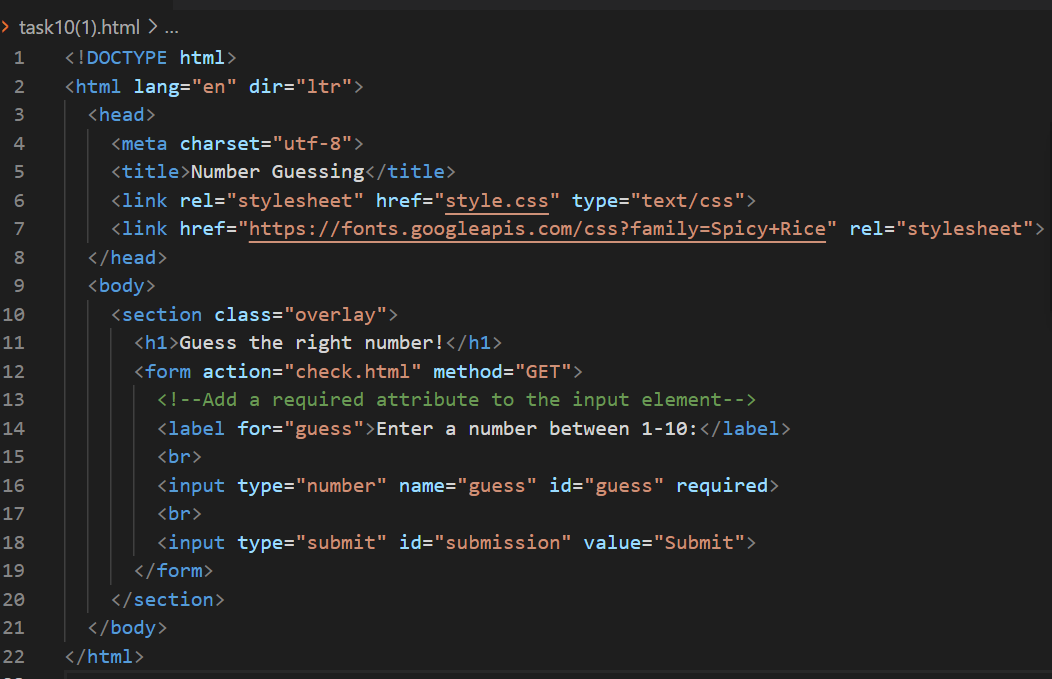 task10(1).html > ...
1 <!DOCTYPE html>
2 <html lang="en" dir="ltr">
3 <head>
4 <meta charset="utf-8">
5 <title>Number Guessing</title>
6 <link rel="stylesheet" href="style.css" type="text/css">
7 <link href="https://fonts.googleapis.com/css?family=Spicy+Rice" rel="stylesheet">
8 </head>
9 <body>
10 <section class="overlay">
11 <h1>Guess the right number!</h1>
12 <form action="check.html" method="GET">
13 <!--Add a required attribute to the input element-->
14 <label for="guess">Enter a number between 1-10:</label>
15 <br>
16 <input type="number" name="guess" id="guess" required>
17 <br>
18 <input type="submit" id="submission" value="Submit">
19 </form>
20 </section>
21 </body>
22 </html>